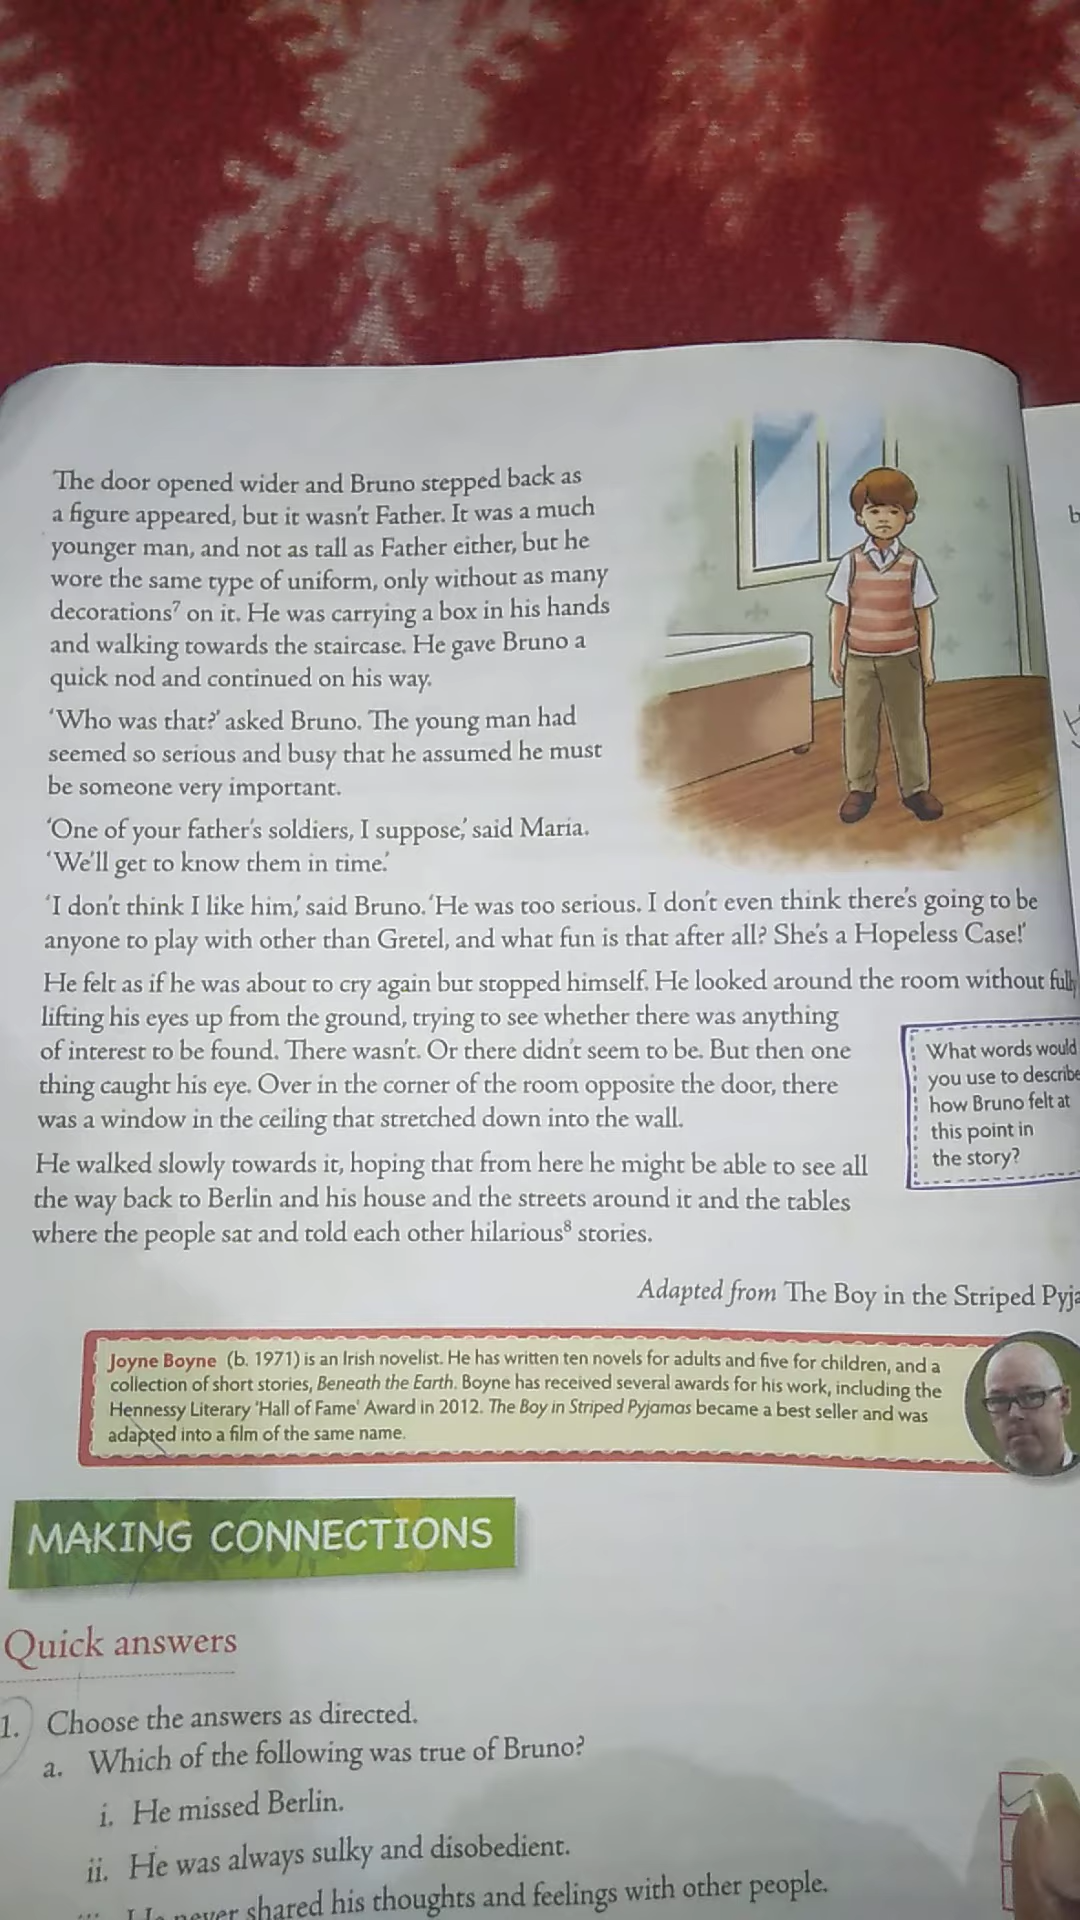 The door opened wider and Bruno stepped back as
a figure appeared, but it wasn't Father. It was a much
younger man, and not as tall as Father either, but he
wore the same type of uniform, only without as many
decorations⁷ on it. He was carrying a box in his hands
and walking towards the staircase. He gave Bruno a
quick nod and continued on his way.
'Who was that?' asked Bruno. The young man had
seemed so serious and busy that he assumed he must
be someone very important.
'One of your father's soldiers, I suppose,' said Maria.
'We'll get to know them in time.'
'I don't think I like him,' said Bruno. 'He was too serious. I don't even think there's going to be
anyone to play with other than Gretel, and what fun is that after all? She's a Hopeless Case!'
He felt as if he was about to cry again but stopped himself. He looked around the room without fully
lifting his eyes up from the ground, trying to see whether there was anything
of interest to be found. There wasn't. Or there didn't seem to be. But then one
thing caught his eye. Over in the corner of the room opposite the door, there
was a window in the ceiling that stretched down into the wall.
What words would
you use to describe
how Bruno felt at
this point in
the story?
He walked slowly towards it, hoping that from here he might be able to see all
the way back to Berlin and his house and the streets around it and the tables
where the people sat and told each other hilarious⁸ stories.
Adapted from The Boy in the Striped Pyja
Joyne Boyne (b. 1971) is an Irish novelist. He has written ten novels for adults and five for children, and a
collection of short stories, Beneath the Earth. Boyne has received several awards for his work, including the
Hennessy Literary 'Hall of Fame' Award in 2012. The Boy in Striped Pyjamas became a best seller and was
adapted into a film of the same name.
MAKING CONNECTIONS
Quick answers
1. Choose the answers as directed.
a. Which of the following was true of Bruno?
i. He missed Berlin.
ii. He was always sulky and disobedient.
never shared his thoughts and feelings with other people.